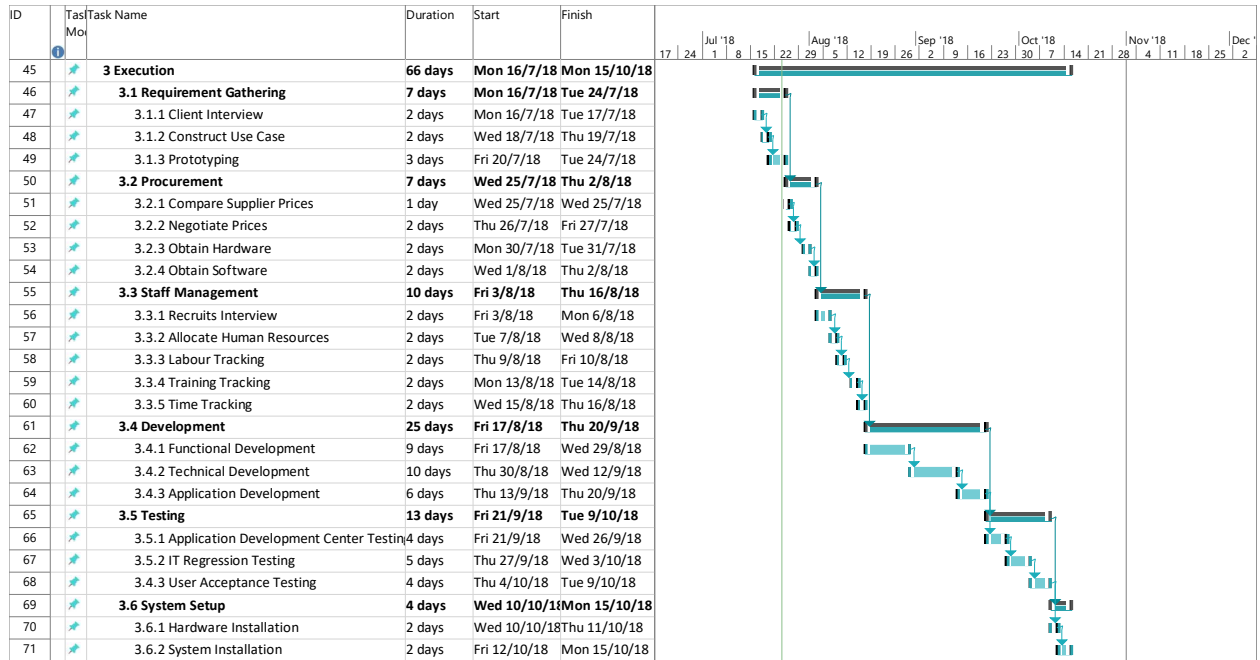 ID Task Mod Task Name Duration Start Finish
Jul '18 Aug '18 Sep '18 Oct '18 Nov '18 Dec '
17 24 1 8 15 22 29 5 12 19 26 2 9 16 23 30 7 14 21 28 4 11 18 25 2
45 3 Execution 66 days Mon 16/7/18 Mon 15/10/18
46 3.1 Requirement Gathering 7 days Mon 16/7/18 Tue 24/7/18
47 3.1.1 Client Interview 2 days Mon 16/7/18 Tue 17/7/18
48 3.1.2 Construct Use Case 2 days Wed 18/7/18 Thu 19/7/18
49 3.1.3 Prototyping 3 days Fri 20/7/18 Tue 24/7/18
50 3.2 Procurement 7 days Wed 25/7/18 Thu 2/8/18
51 3.2.1 Compare Supplier Prices 1 day Wed 25/7/18 Wed 25/7/18
52 3.2.2 Negotiate Prices 2 days Thu 26/7/18 Fri 27/7/18
53 3.2.3 Obtain Hardware 2 days Mon 30/7/18 Tue 31/7/18
54 3.2.4 Obtain Software 2 days Wed 1/8/18 Thu 2/8/18
55 3.3 Staff Management 10 days Fri 3/8/18 Thu 16/8/18
56 3.3.1 Recruits Interview 2 days Fri 3/8/18 Mon 6/8/18
57 3.3.2 Allocate Human Resources 2 days Tue 7/8/18 Wed 8/8/18
58 3.3.3 Labour Tracking 2 days Thu 9/8/18 Fri 10/8/18
59 3.3.4 Training Tracking 2 days Mon 13/8/18 Tue 14/8/18
60 3.3.5 Time Tracking 2 days Wed 15/8/18 Thu 16/8/18
61 3.4 Development 25 days Fri 17/8/18 Thu 20/9/18
62 3.4.1 Functional Development 9 days Fri 17/8/18 Wed 29/8/18
63 3.4.2 Technical Development 10 days Thu 30/8/18 Wed 12/9/18
64 3.4.3 Application Development 6 days Thu 13/9/18 Thu 20/9/18
65 3.5 Testing 13 days Fri 21/9/18 Tue 9/10/18
66 3.5.1 Application Development Center Testing 4 days Fri 21/9/18 Wed 26/9/18
67 3.5.2 IT Regression Testing 5 days Thu 27/9/18 Wed 3/10/18
68 3.4.3 User Acceptance Testing 4 days Thu 4/10/18 Tue 9/10/18
69 3.6 System Setup 4 days Wed 10/10/18 Mon 15/10/18
70 3.6.1 Hardware Installation 2 days Wed 10/10/18 Thu 11/10/18
71 3.6.2 System Installation 2 days Fri 12/10/18 Mon 15/10/18